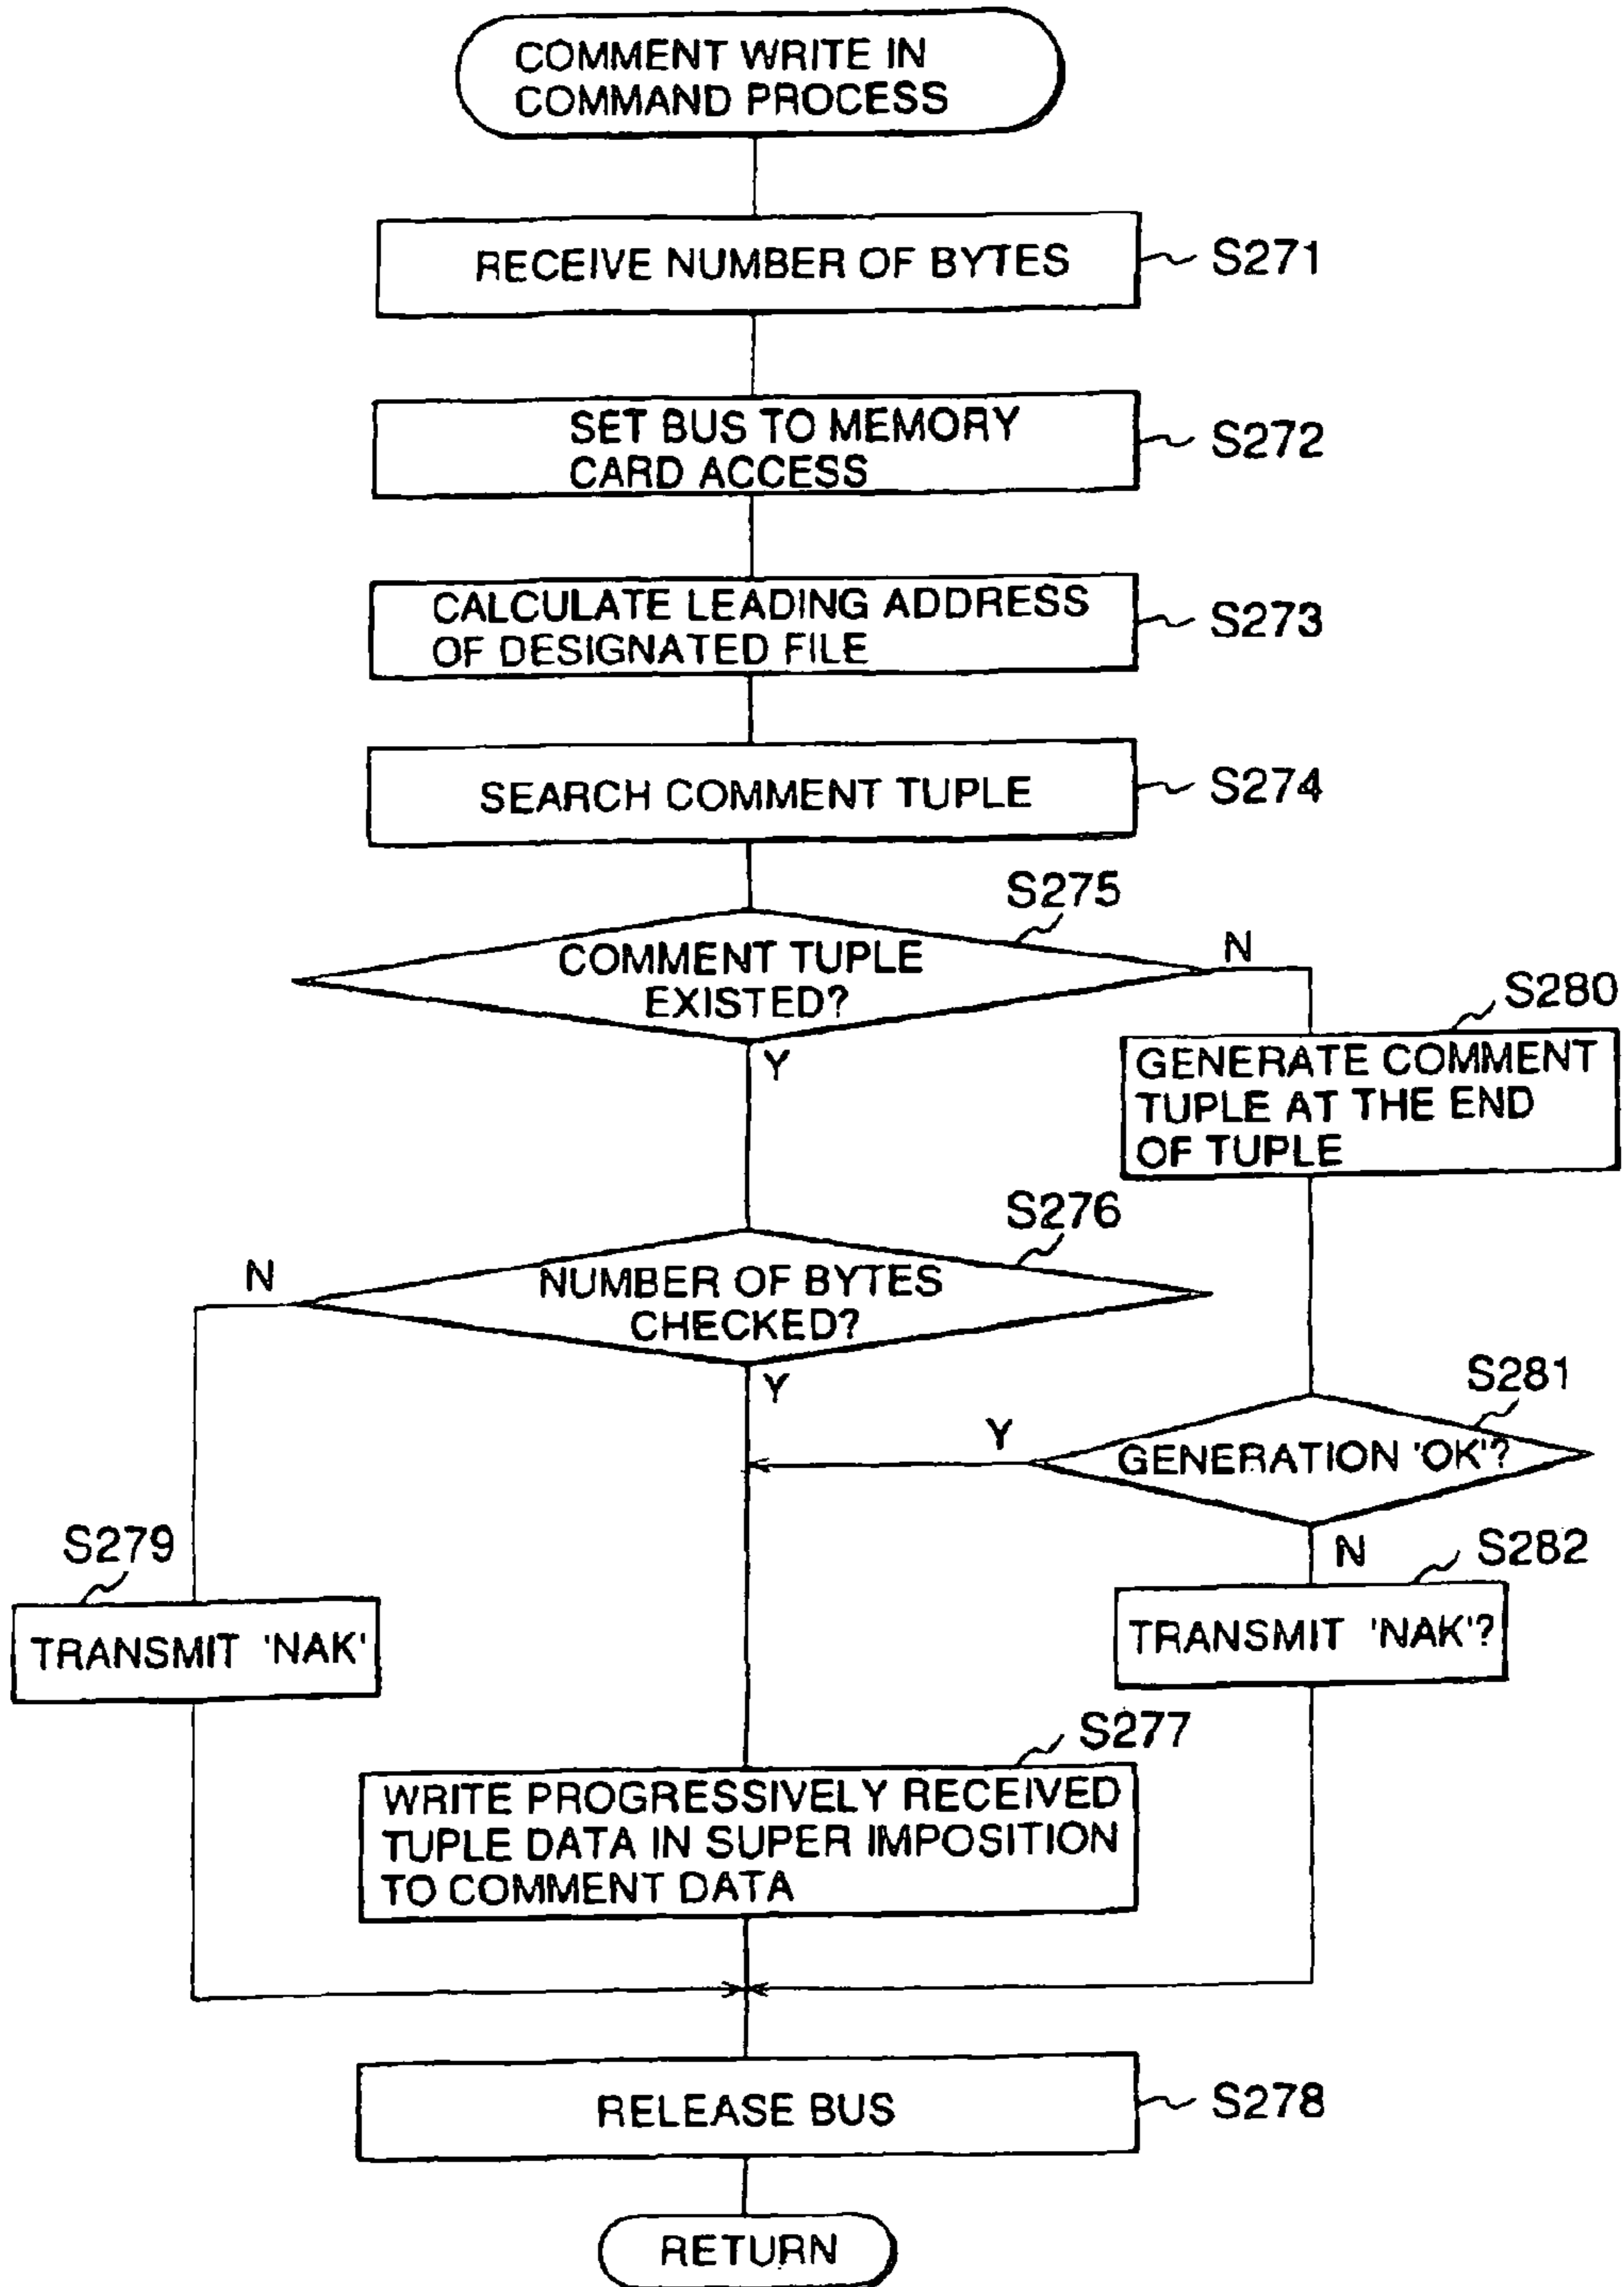 COMMENT WRITE IN
COMMAND PROCESS
RECEIVE NUMBER OF BYTES
S271
SET BUS TO MEMORY
CARD ACCESS
S272
CALCULATE LEADING ADDRESS
OF DESIGNATED FILE
S273
SEARCH COMMENT TUPLE
S274
S275
COMMENT TUPLE
EXISTED?
N
Y
S280
GENERATE COMMENT
TUPLE AT THE END
OF TUPLE
S276
NUMBER OF BYTES
CHECKED?
N
Y
S281
GENERATION 'OK'?
Y
N
S279
TRANSMIT 'NAK'
S282
TRANSMIT 'NAK'?
S277
WRITE PROGRESSIVELY RECEIVED
TUPLE DATA IN SUPER IMPOSITION
TO COMMENT DATA
RELEASE BUS
S278
RETURN